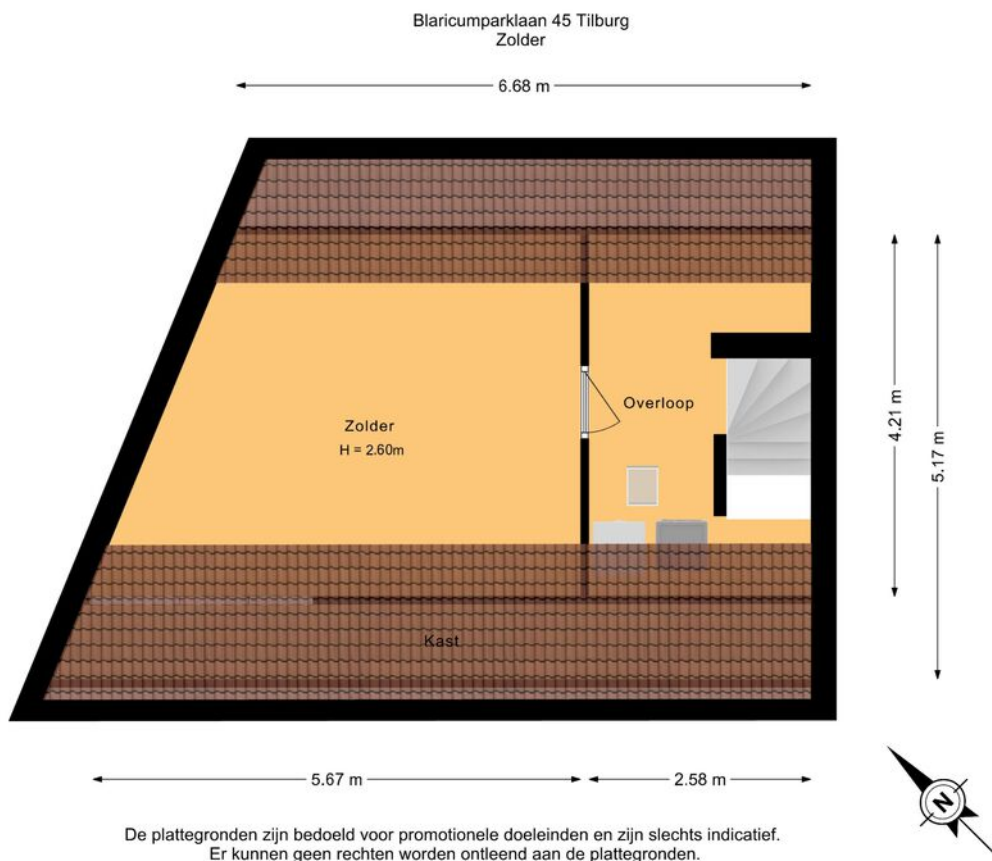 Blaricumparklaan 45 Tilburg
Zolder
6.68 m
4.21 m
5.17 m
Overloop
Zolder
H = 2.60m
Kast
5.67 m
2.58 m
N
De plattegronden zijn bedoeld voor promotionele doeleinden en zijn slechts indicatief.
Er kunnen geen rechten worden ontleend aan de plattegronden.